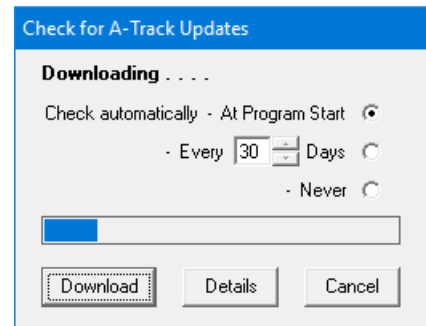 Check for A-Track Updates
Downloading . . . .
Check automatically - At Program Start
- Every 30 Days
- Never
Download Details Cancel